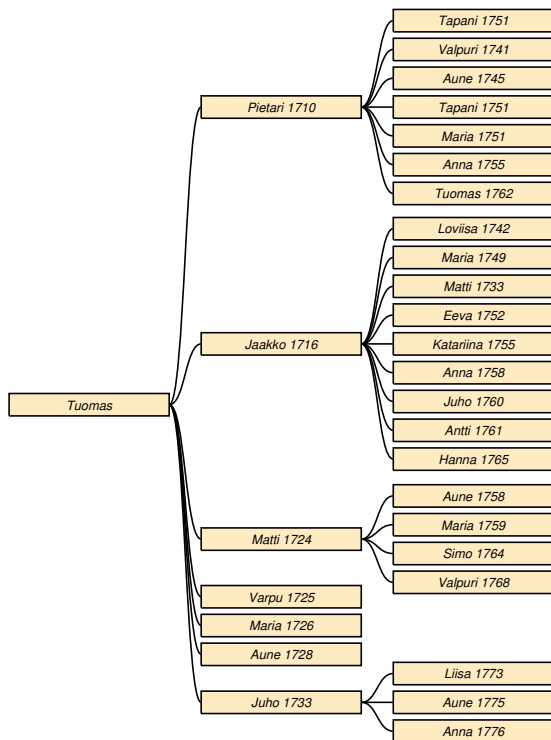 Tuomas
Pietari 1710
Tapani 1751
Valpuri 1741
Aune 1745
Tapani 1751
Maria 1751
Anna 1755
Tuomas 1762
Jaakko 1716
Loviisa 1742
Maria 1749
Matti 1733
Eeva 1752
Katariina 1755
Anna 1758
Juho 1760
Antti 1761
Hanna 1765
Matti 1724
Aune 1758
Maria 1759
Simo 1764
Valpuri 1768
Varpu 1725
Maria 1726
Aune 1728
Juho 1733
Liisa 1773
Aune 1775
Anna 1776